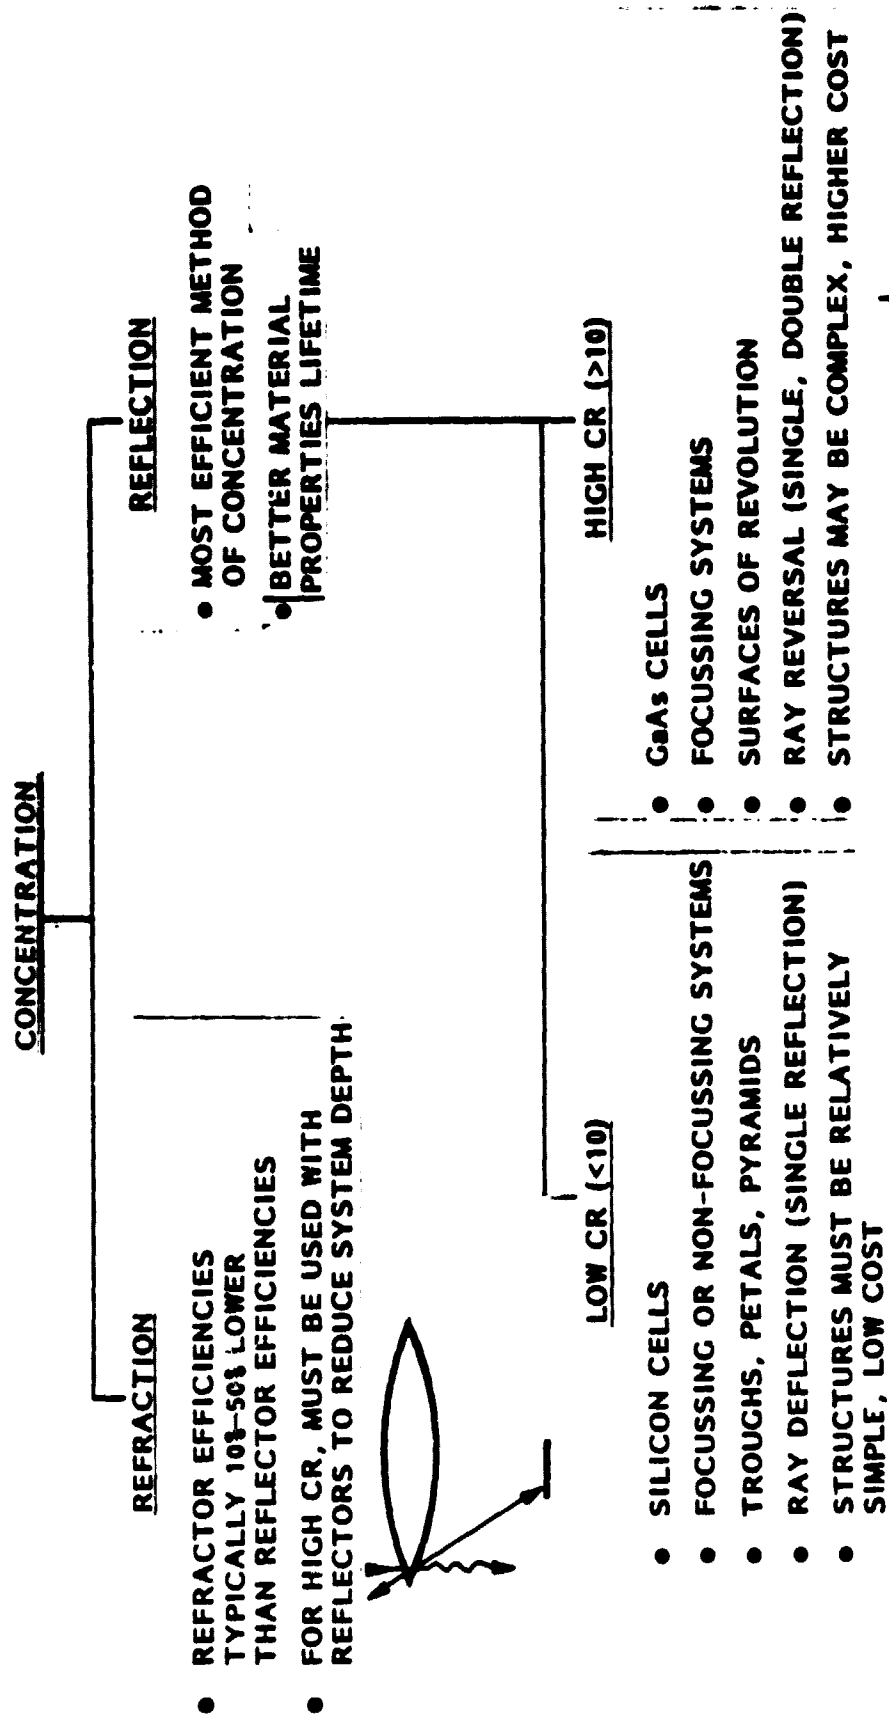 CONCENTRATION
REFRACTION
● REFRACTOR EFFICIENCIES
TYPICALLY 10%-50% LOWER
THAN REFLECTOR EFFICIENCIES
● FOR HIGH CR, MUST BE USED WITH
REFLECTORS TO REDUCE SYSTEM DEPTH
REFLECTION
● MOST EFFICIENT METHOD
OF CONCENTRATION
● BETTER MATERIAL
PROPERTIES LIFETIME
LOW CR (<10)
● SILICON CELLS
● FOCUSSING OR NON-FOCUSSING SYSTEMS
● TROUGHS, PETALS, PYRAMIDS
● RAY DEFLECTION (SINGLE REFLECTION)
● STRUCTURES MUST BE RELATIVELY
SIMPLE, LOW COST
HIGH CR (>10)
● GaAs CELLS
● FOCUSSING SYSTEMS
● SURFACES OF REVOLUTION
● RAY REVERSAL (SINGLE, DOUBLE REFLECTION)
● STRUCTURES MAY BE COMPLEX, HIGHER COST